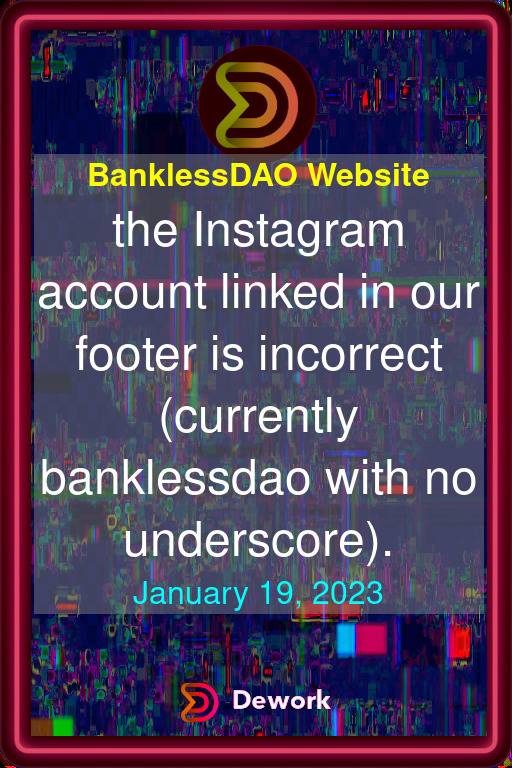 BanklessDAO Website
the Instagram
account linked in our
footer is incorrect
(currently
banklessdao with no
underscore).
January 19, 2023
Dework